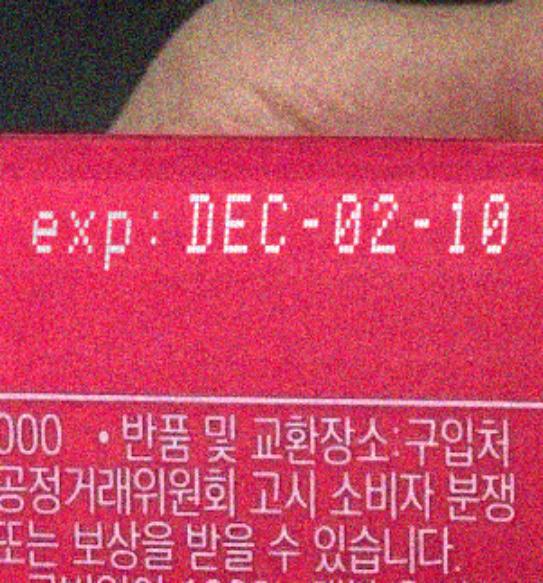 exp: DEC-02-10
000 •반품 및 교환장소:구입처
공정거래위원회 고시 소비자 분쟁
또는 보상을 받을 수 있습니다.